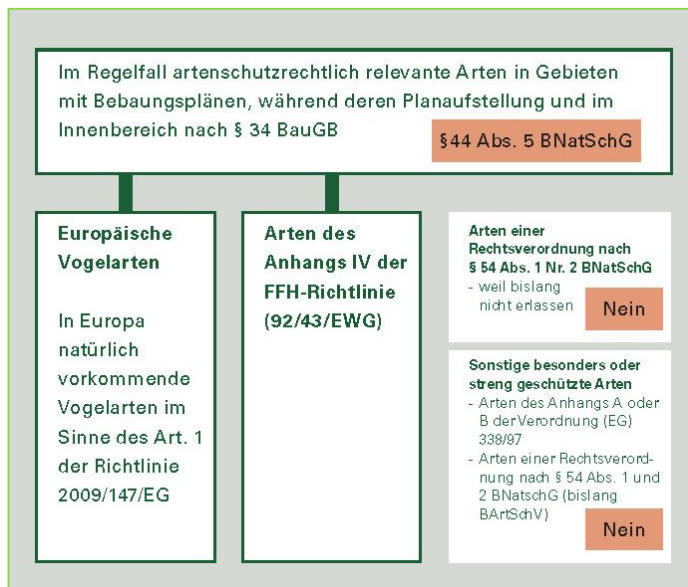 Im Regelfall artenschutzrechtlich relevante Arten in Gebieten
mit Bebaungsplänen, während deren Planaufstellung und im
Innenbereich nach § 34 BauGB
§44 Abs. 5 BNatSchG
Europäische
Vogelarten
In Europa
natürlich
vorkommende
Vogelarten im
Sinne des Art. 1
der Richtlinie
2009/147/EG
Arten des
Anhangs IV der
FFH-Richtlinie
(92/43/EWG)
Arten einer
Rechtsverordnung nach
§ 54 Abs. 1 Nr. 2 BNatSchG
- weil bislang
nicht erlassen
Nein
Sonstige besonders oder
streng geschützte Arten
- Arten des Anhangs A oder
B der Verordnung (EG)
338/97
- Arten einer Rechtsverord-
nung nach § 54 Abs. 1 und
2 BNatschG (bislang
BArtSchV)
Nein